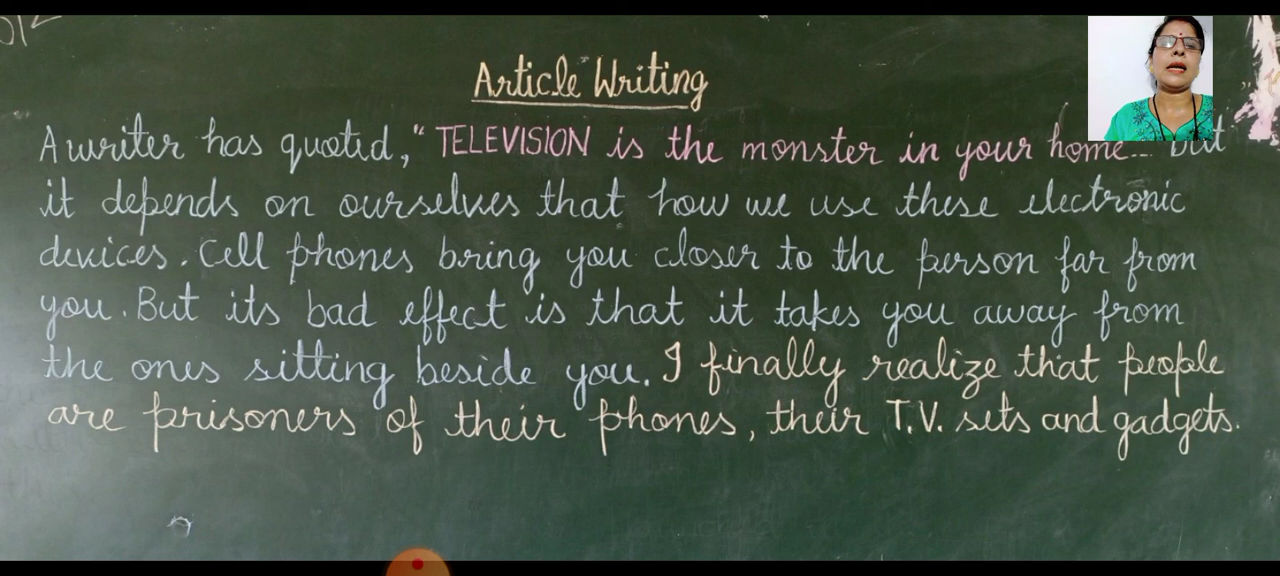 Article Writing
A writer has quoted, "TELEVISION is the monster in your home... But
it depends on ourselves that how we use these electronic
devices. Cell phones bring you closer to the person far from
you. But its bad effect is that it takes you away from
the ones sitting beside you. I finally realize that people
are prisoners of their phones, their T.V. sets and gadgets.